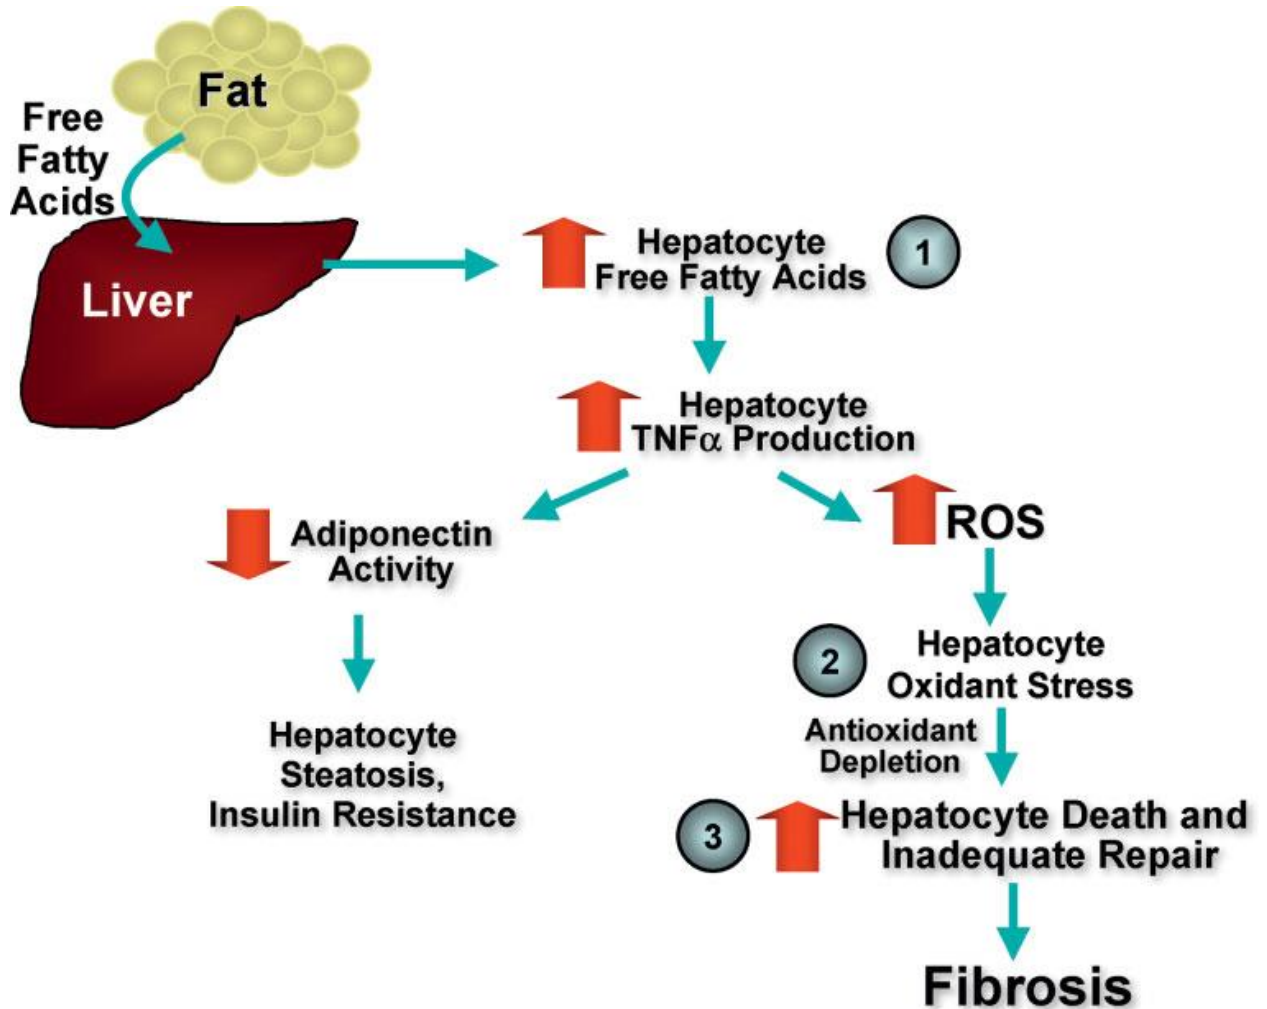 Fat
Free
Fatty
Acids
Liver
Hepatocyte
Free Fatty Acids
1
Hepatocyte
TNFα Production
Adiponectin
Activity
Hepatocyte
Steatosis,
Insulin Resistance
ROS
2
Hepatocyte
Oxidant Stress
Antioxidant
Depletion
3
Hepatocyte Death and
Inadequate Repair
Fibrosis